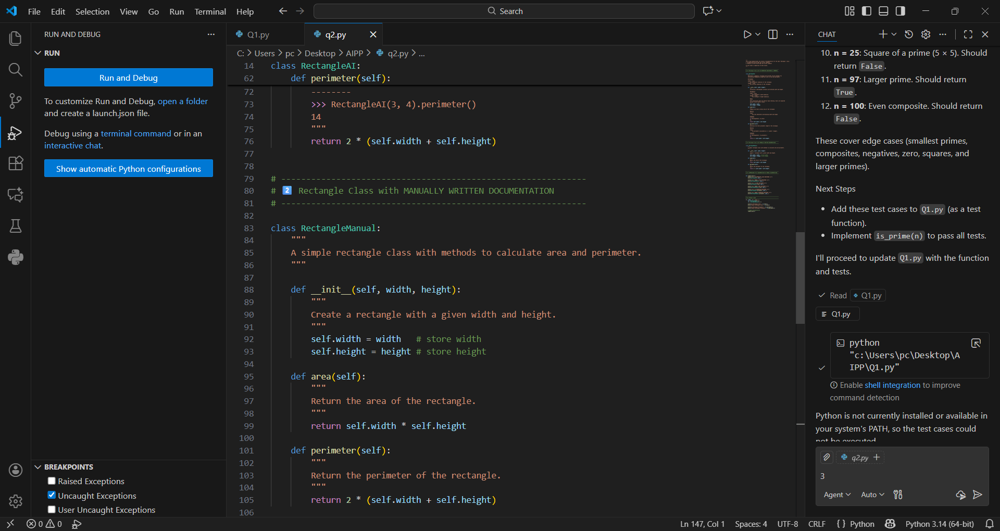 File Edit Selection View Go Run Terminal Help
Search
RUN AND DEBUG
RUN
Run and Debug
To customize Run and Debug, open a folder
and create a launch.json file.
Debug using a terminal command or in an
interactive chat.
Show automatic Python configurations
BREAKPOINTS
Raised Exceptions
Uncaught Exceptions
User Uncaught Exceptions
Q1.py
q2.py
C: > Users > pc > Desktop > AIPP > q2.py > ...
14 class RectangleAI:
62 def perimeter(self):
72 --------
73 >>> RectangleAI(3, 4).perimeter()
74 14
75 """
76 return 2 * (self.width + self.height)
77
78
79 # -------------------------------------------------------------
80 # 2 Rectangle Class with MANUALLY WRITTEN DOCUMENTATION
81 # -------------------------------------------------------------
82
83 class RectangleManual:
84 """
85 A simple rectangle class with methods to calculate area and perimeter.
86 """
87
88 def __init__(self, width, height):
89 """
90 Create a rectangle with a given width and height.
91 """
92 self.width = width # store width
93 self.height = height # store height
94
95 def area(self):
96 """
97 Return the area of the rectangle.
98 """
99 return self.width * self.height
100
101 def perimeter(self):
102 """
103 Return the perimeter of the rectangle.
104 """
105 return 2 * (self.width + self.height)
106
CHAT
10. n = 25: Square of a prime (5 × 5). Should
return False.
11. n = 97: Larger prime. Should return
True.
12. n = 100: Even composite. Should return
False.
These cover edge cases (smallest primes,
composites, negatives, zero, squares, and
larger primes).
Next Steps
• Add these test cases to Q1.py (as a test
function).
• Implement is_prime(n) to pass all tests.
I'll proceed to update Q1.py with the function
and tests.
Read Q1.py
Q1.py
python
"c:\Users\pc\Desktop\A
IPP\Q1.py"
Enable shell integration to improve
command detection
Python is not currently installed or available in
your system's PATH, so the test cases could
not be executed
q2.py +
3
Agent
Auto
0 0
Ln 147, Col 1 Spaces: 4 UTF-8 CRLF {} Python Python 3.14 (64-bit)